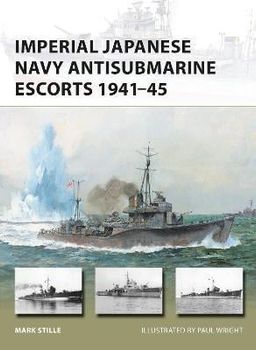 IMPERIAL JAPANESE
NAVY ANTISUBMARINE
ESCORTS 1941–45
MARK STILLE
ILLUSTRATED BY PAUL WRIGHT